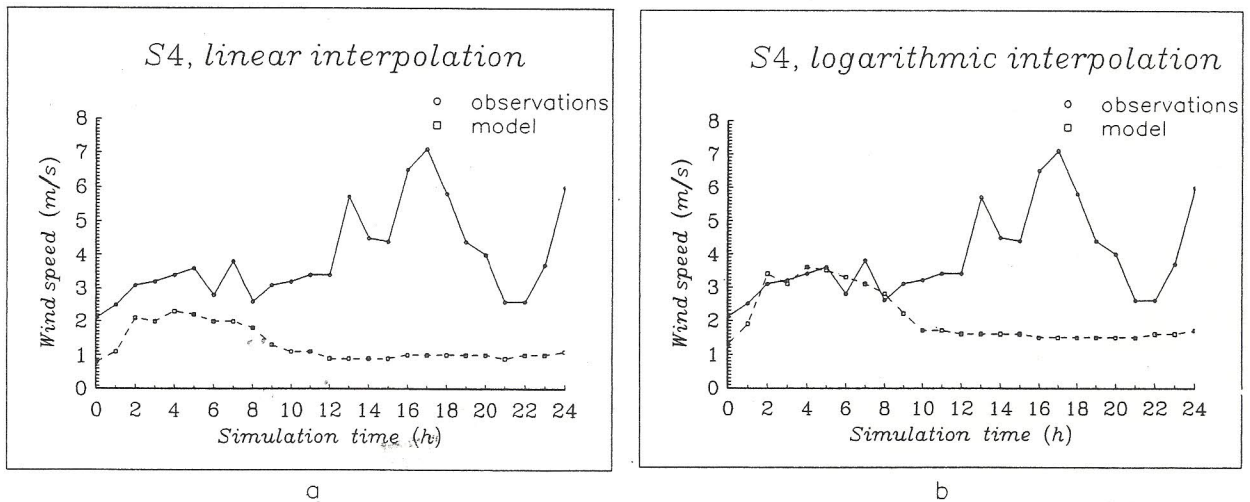 S4, linear interpolation
observations
model
8
7
6
5
4
3
2
1
0
Wind speed (m/s)
0 2 4 6 8 10 12 14 16 18 20 22 24
Simulation time (h)
a
S4, logarithmic interpolation
observations
model
8
7
6
5
4
3
2
1
0
Wind speed (m/s)
0 2 4 6 8 10 12 14 16 18 20 22 24
Simulation time (h)
b